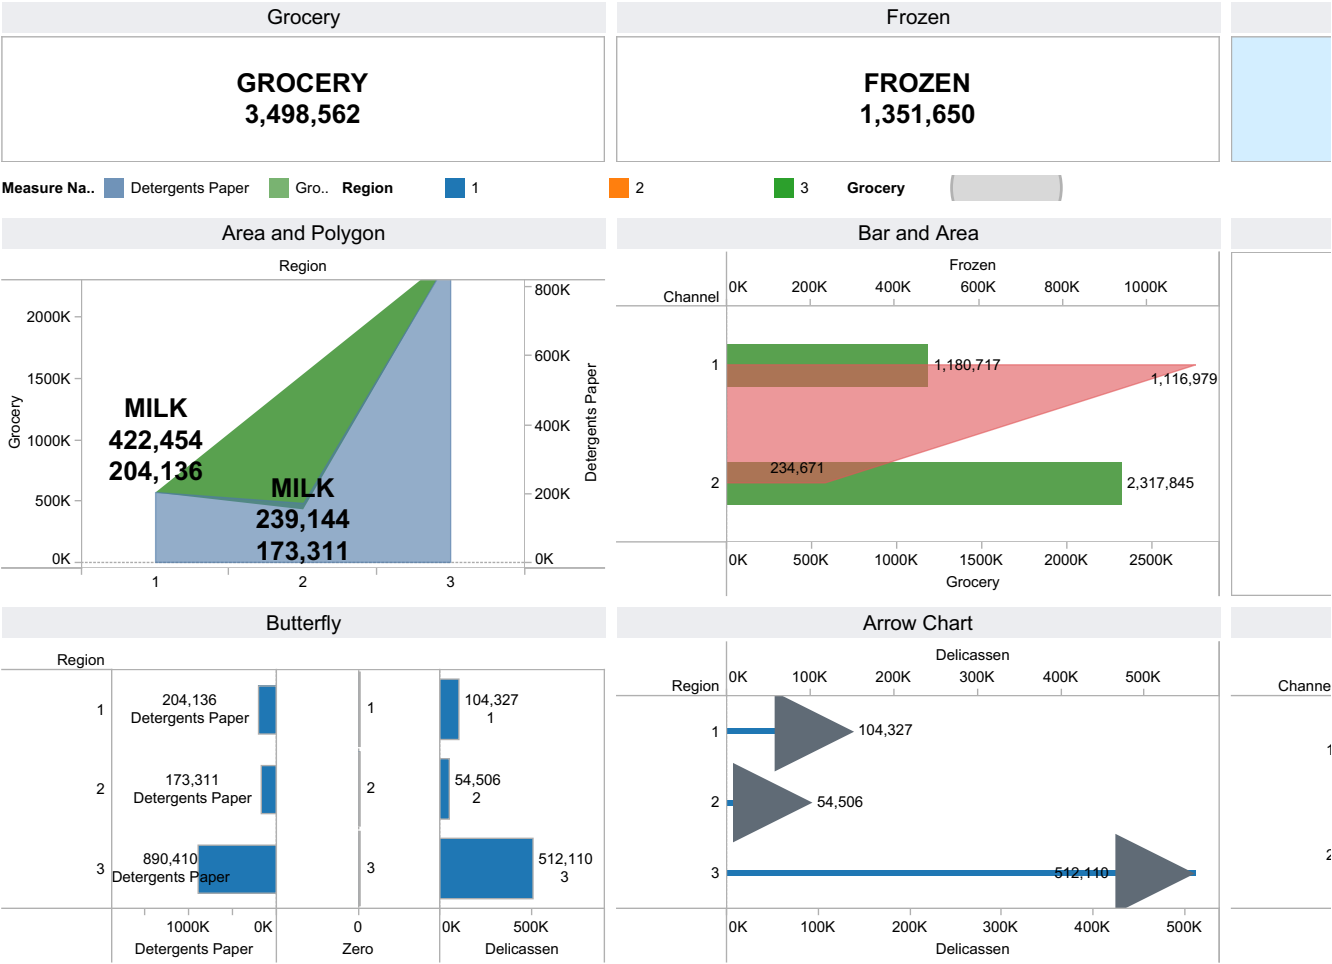 Grocery
Frozen
GROCERY
3,498,562
FROZEN
1,351,650
Measure Na.. Detergents Paper Gro.. Region 1 2 3 Grocery
Area and Polygon
Bar and Area
Region
2000K
1500K
1000K
500K
0K
Grocery
800K
600K
400K
200K
0K
Detergents Paper
MILK
422,454
204,136
MILK
239,144
173,311
1 2 3
Frozen
Channel 0K 200K 400K 600K 800K 1000K
1
1,180,717
1,116,979
234,671
2
2,317,845
0K 500K 1000K 1500K 2000K 2500K
Grocery
Butterfly
Arrow Chart
Region
1
204,136
Detergents Paper
1
104,327
1
2
173,311
Detergents Paper
2
54,506
2
3
890,410
Detergents Paper
3
512,110
3
1000K 0K 0 0K 500K
Detergents Paper Zero Delicassen
Delicassen
Region 0K 100K 200K 300K 400K 500K
1 104,327
2 54,506
3 512,110
0K 100K 200K 300K 400K 500K
Delicassen
Channe
1
2